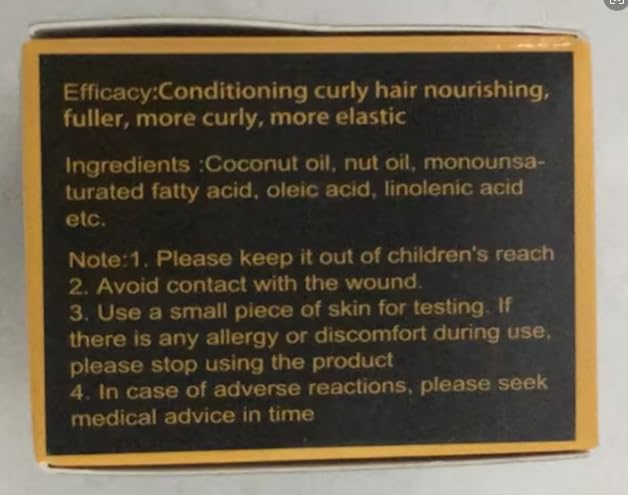 Efficacy:Conditioning curly hair nourishing,
fuller, more curly, more elastic
Ingredients :Coconut oil, nut oil, monounsa-
turated fatty acid, oleic acid, linolenic acid
etc.
Note:1. Please keep it out of children's reach
2. Avoid contact with the wound.
3. Use a small piece of skin for testing. If
there is any allergy or discomfort during use,
please stop using the product
4. In case of adverse reactions, please seek
medical advice in time